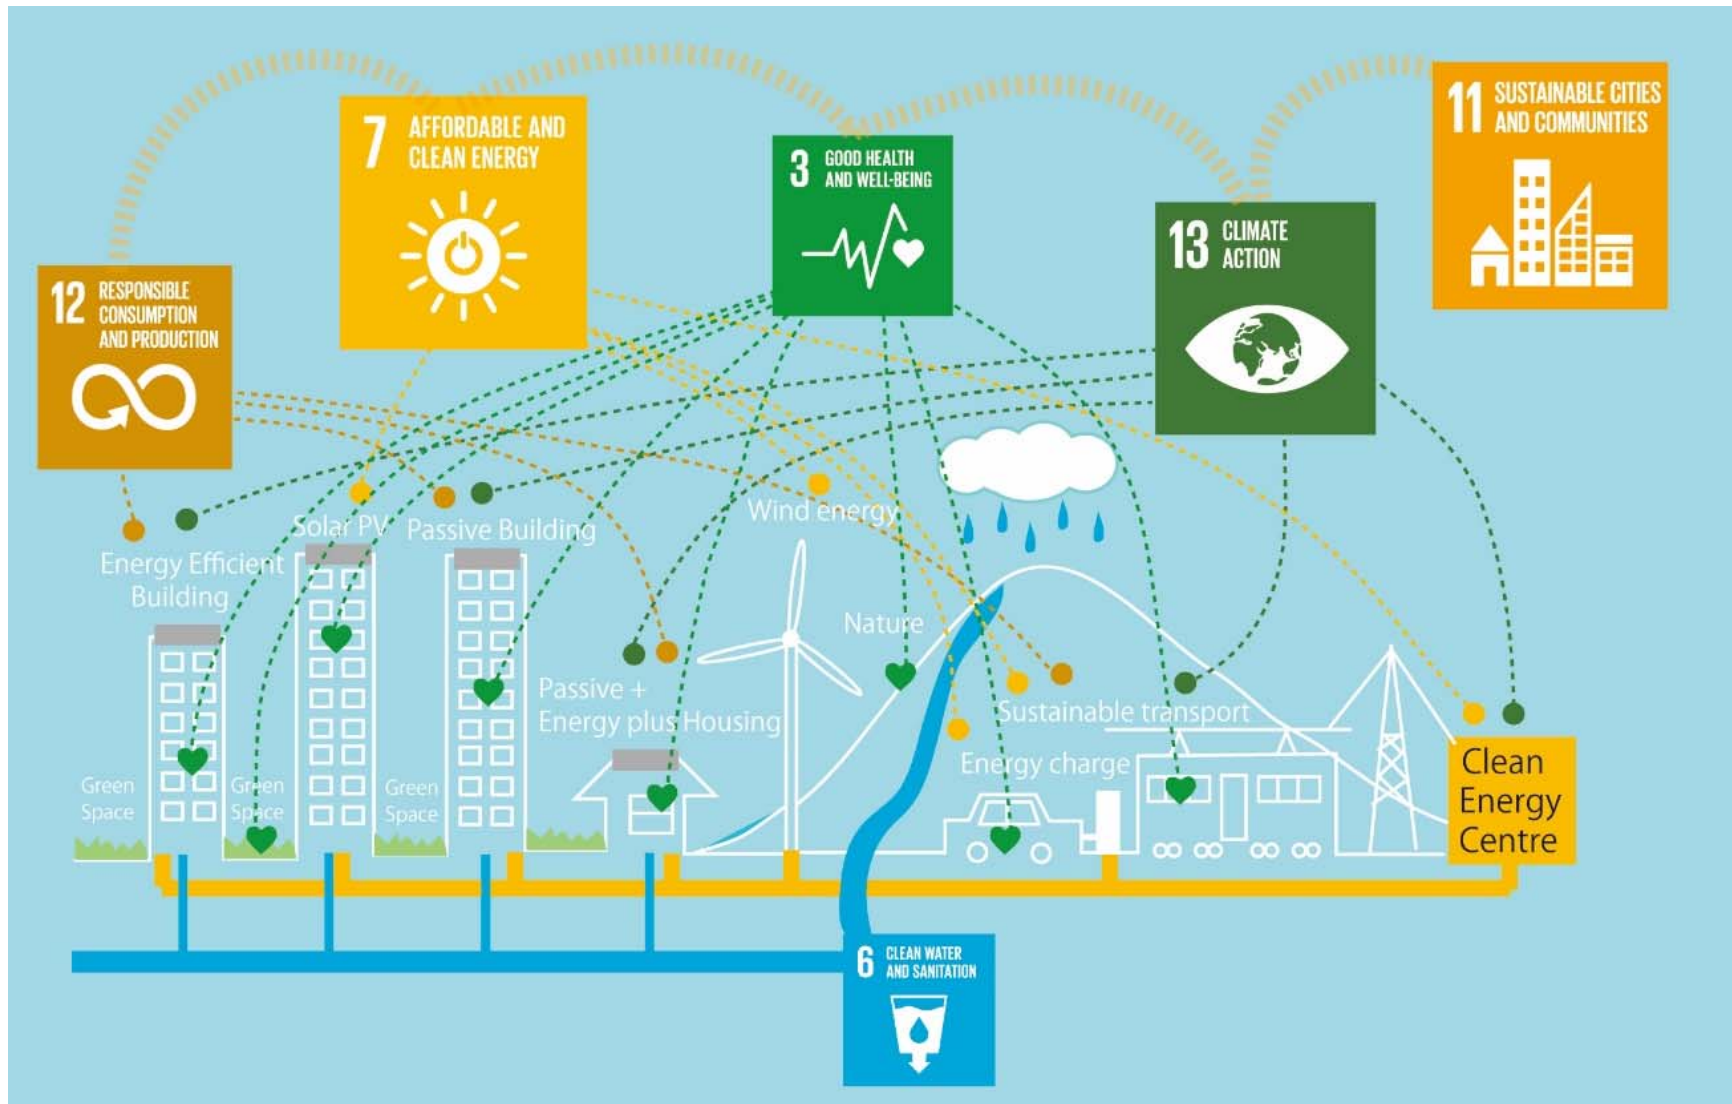 11 SUSTAINABLE CITIES
AND COMMUNITIES
7 AFFORDABLE AND
CLEAN ENERGY
3 GOOD HEALTH
AND WELL-BEING
13 CLIMATE
ACTION
12 RESPONSIBLE
CONSUMPTION
AND PRODUCTION
Energy Efficient
Building
Solar PV
Passive Building
Wind energy
Nature
Passive +
Energy plus Housing
Sustainable transport
Energy charge
Green
Space
Green
Space
Green
Space
Clean
Energy
Centre
6 CLEAN WATER
AND SANITATION